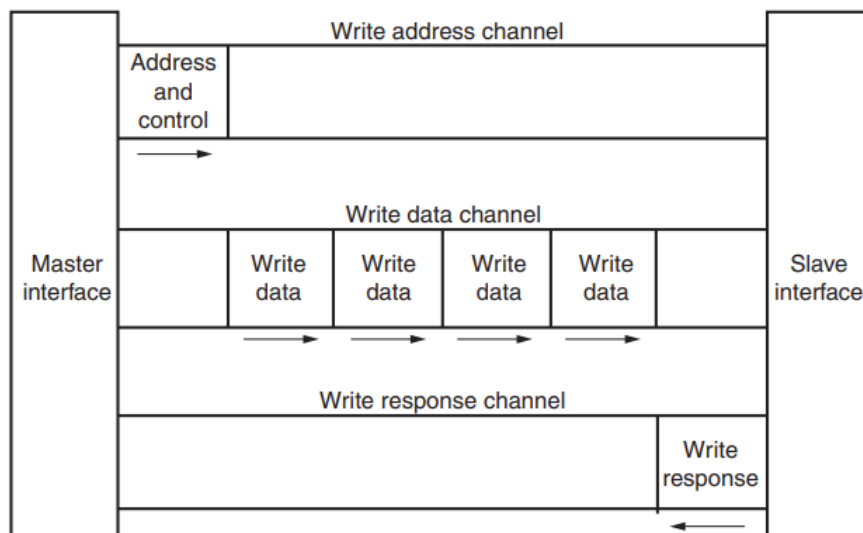 Write address channel
Address
and
control
Write data channel
Master
interface
Write
data
Write
data
Write
data
Write
data
Slave
interface
Write response channel
Write
response